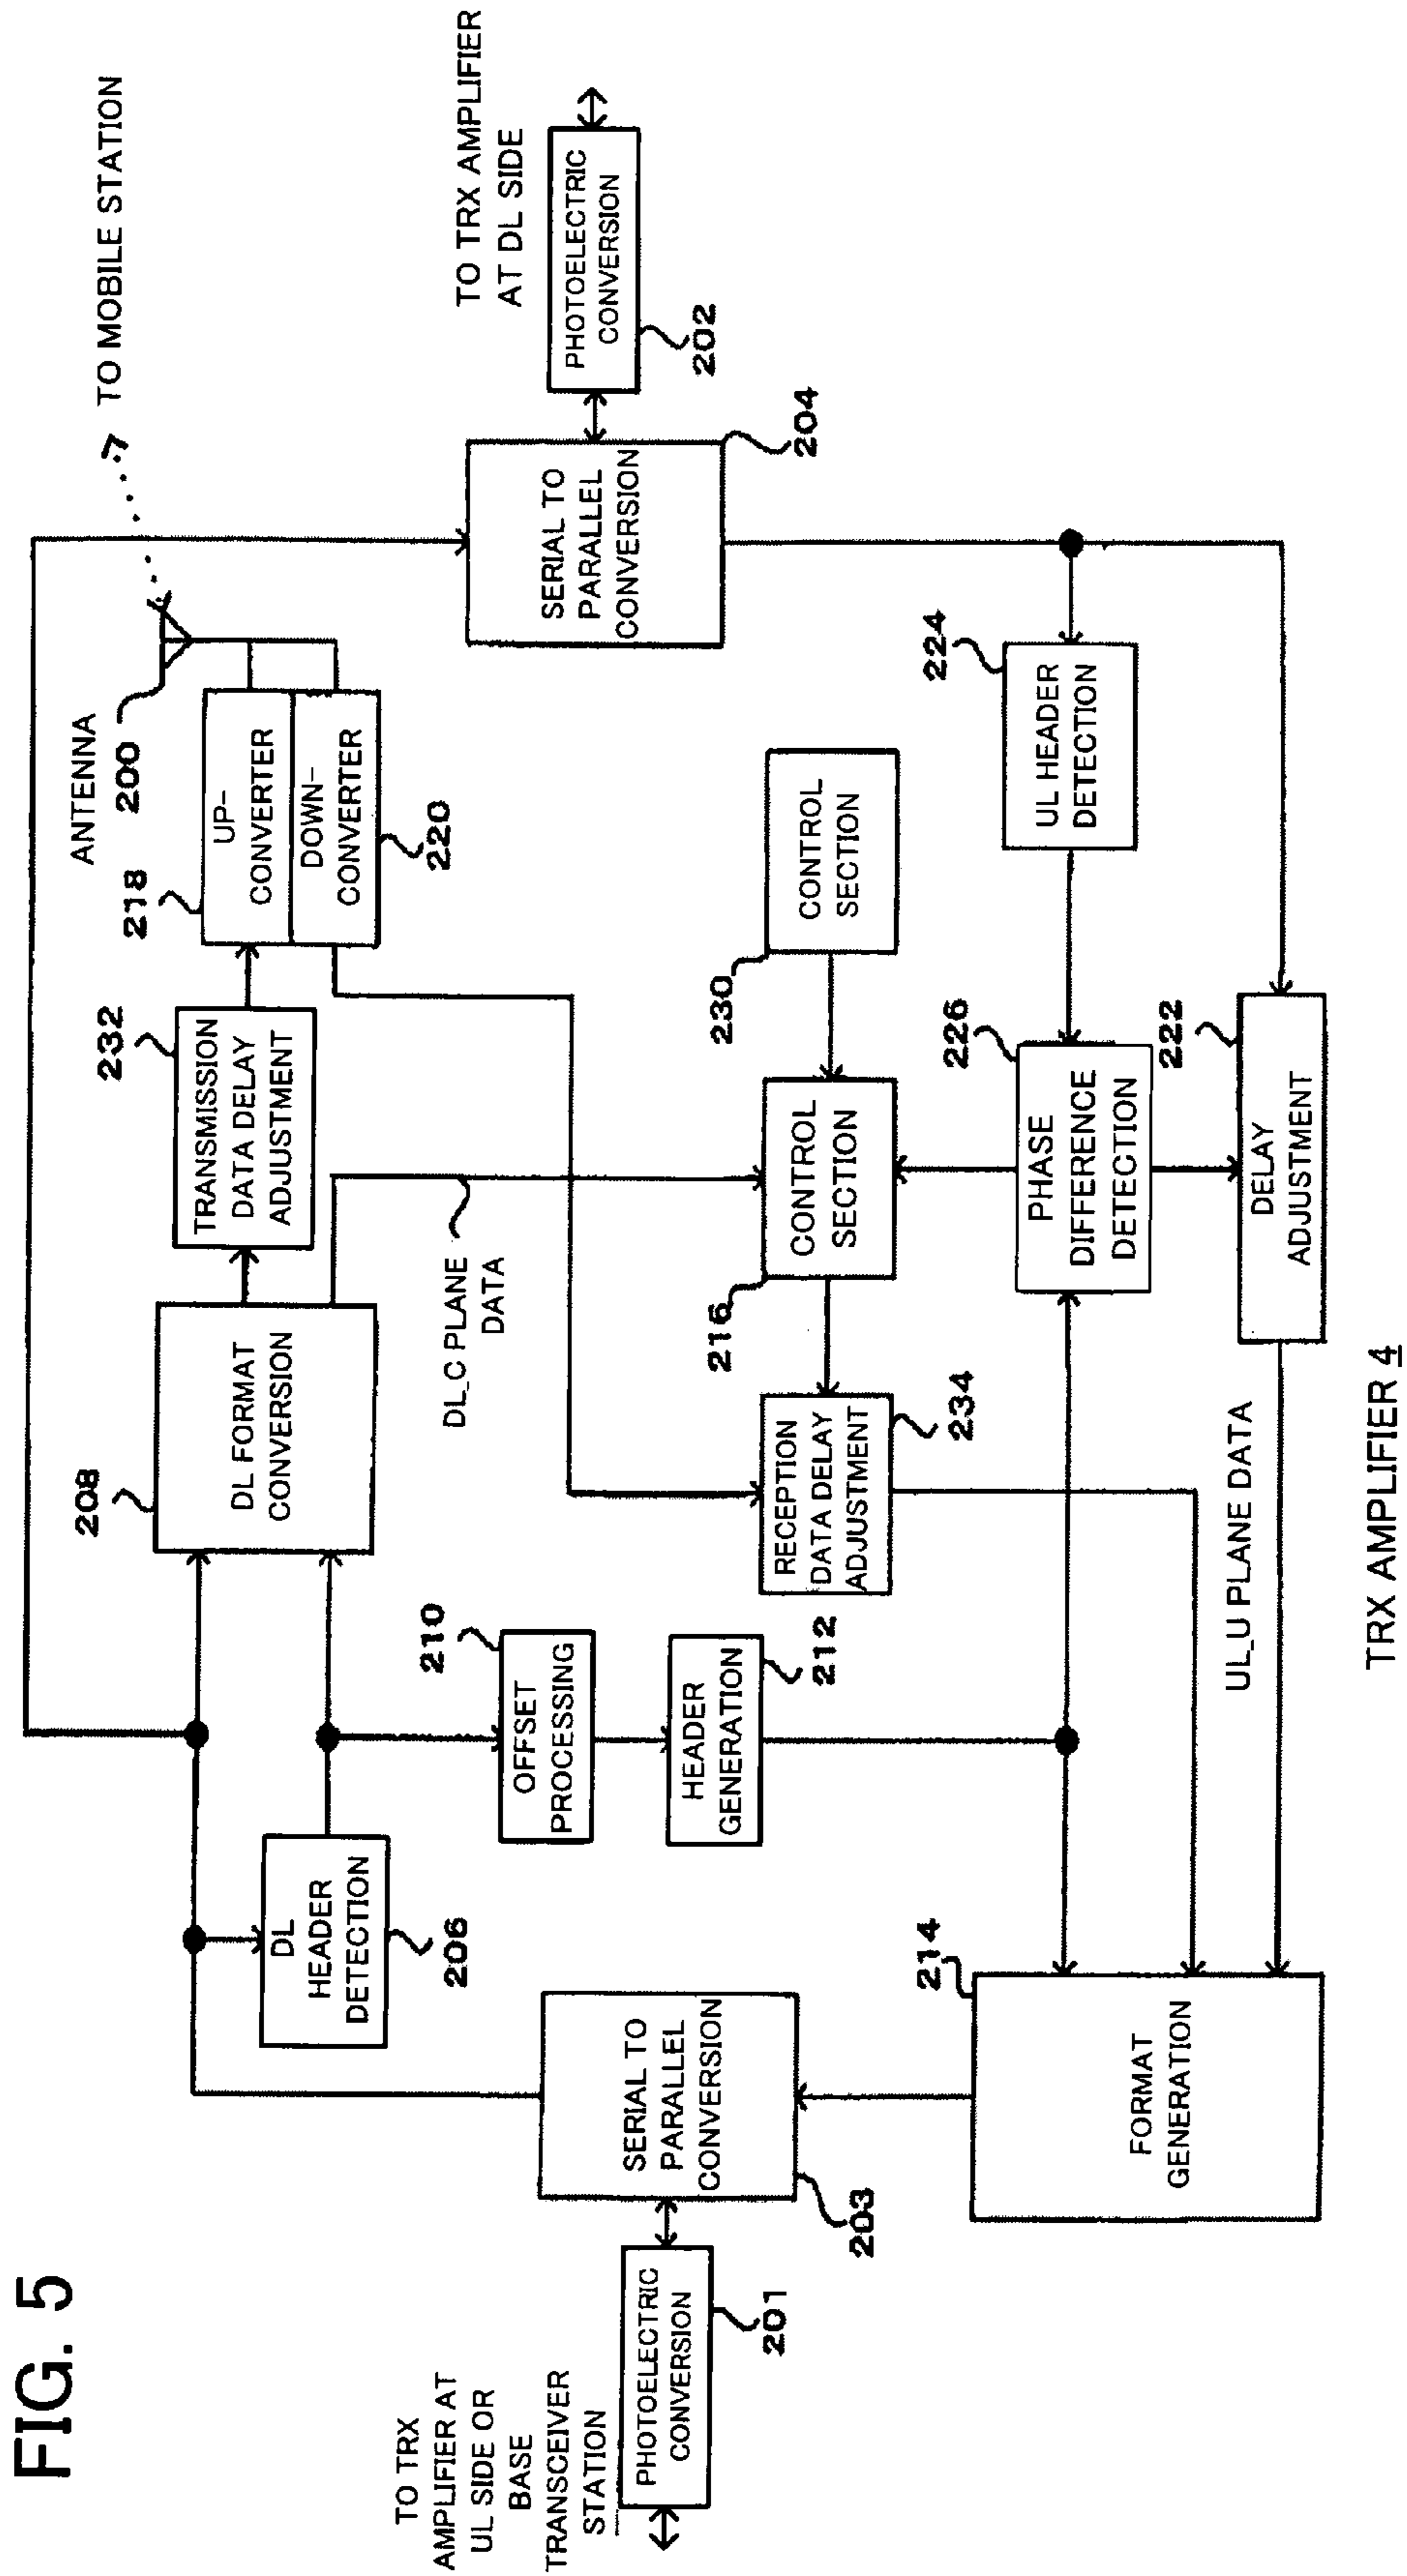 FIG. 5
TO TRX
AMPLIFIER AT
UL SIDE OR
BASE
TRANSCEIVER
STATION
PHOTOELECTRIC
CONVERSION
201
SERIAL TO
PARALLEL
CONVERSION
203
DL
HEADER
DETECTION
206
208
DL FORMAT
CONVERSION
210
OFFSET
PROCESSING
HEADER
GENERATION
212
214
FORMAT
GENERATION
232
TRANSMISSION
DATA DELAY
ADJUSTMENT
DL_C PLANE
DATA
218
UP-
CONVERTER
DOWN-
CONVERTER
220
ANTENNA
200
TO MOBILE STATION
216
CONTROL
SECTION
230
CONTROL
SECTION
RECEPTION
DATA DELAY
ADJUSTMENT
234
SERIAL TO
PARALLEL
CONVERSION
204
PHOTOELECTRIC
CONVERSION
202
TO TRX AMPLIFIER
AT DL SIDE
224
UL HEADER
DETECTION
226
PHASE
DIFFERENCE
DETECTION
222
DELAY
ADJUSTMENT
UL_U PLANE DATA
TRX AMPLIFIER 4